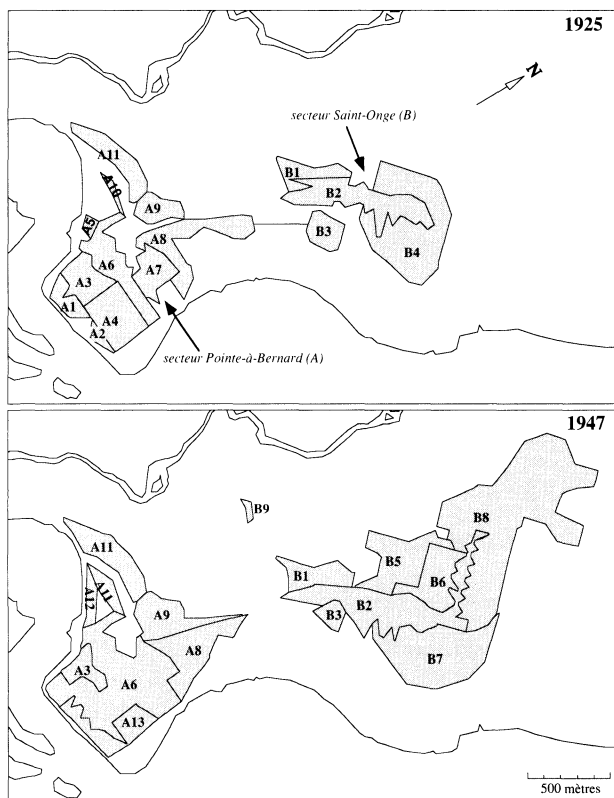 1925
N
secteur Saint-Onge (B)
A11
A10
B1
B2
A9
A5
A8
B3
B4
A6
A7
A3
A1
A4
A2
secteur Pointe-à-Bernard (A)
1947
B9
B8
A11
B5
A12
A11
B1
B6
A9
B2
B3
A8
A3
B7
A6
A13
500 mètres